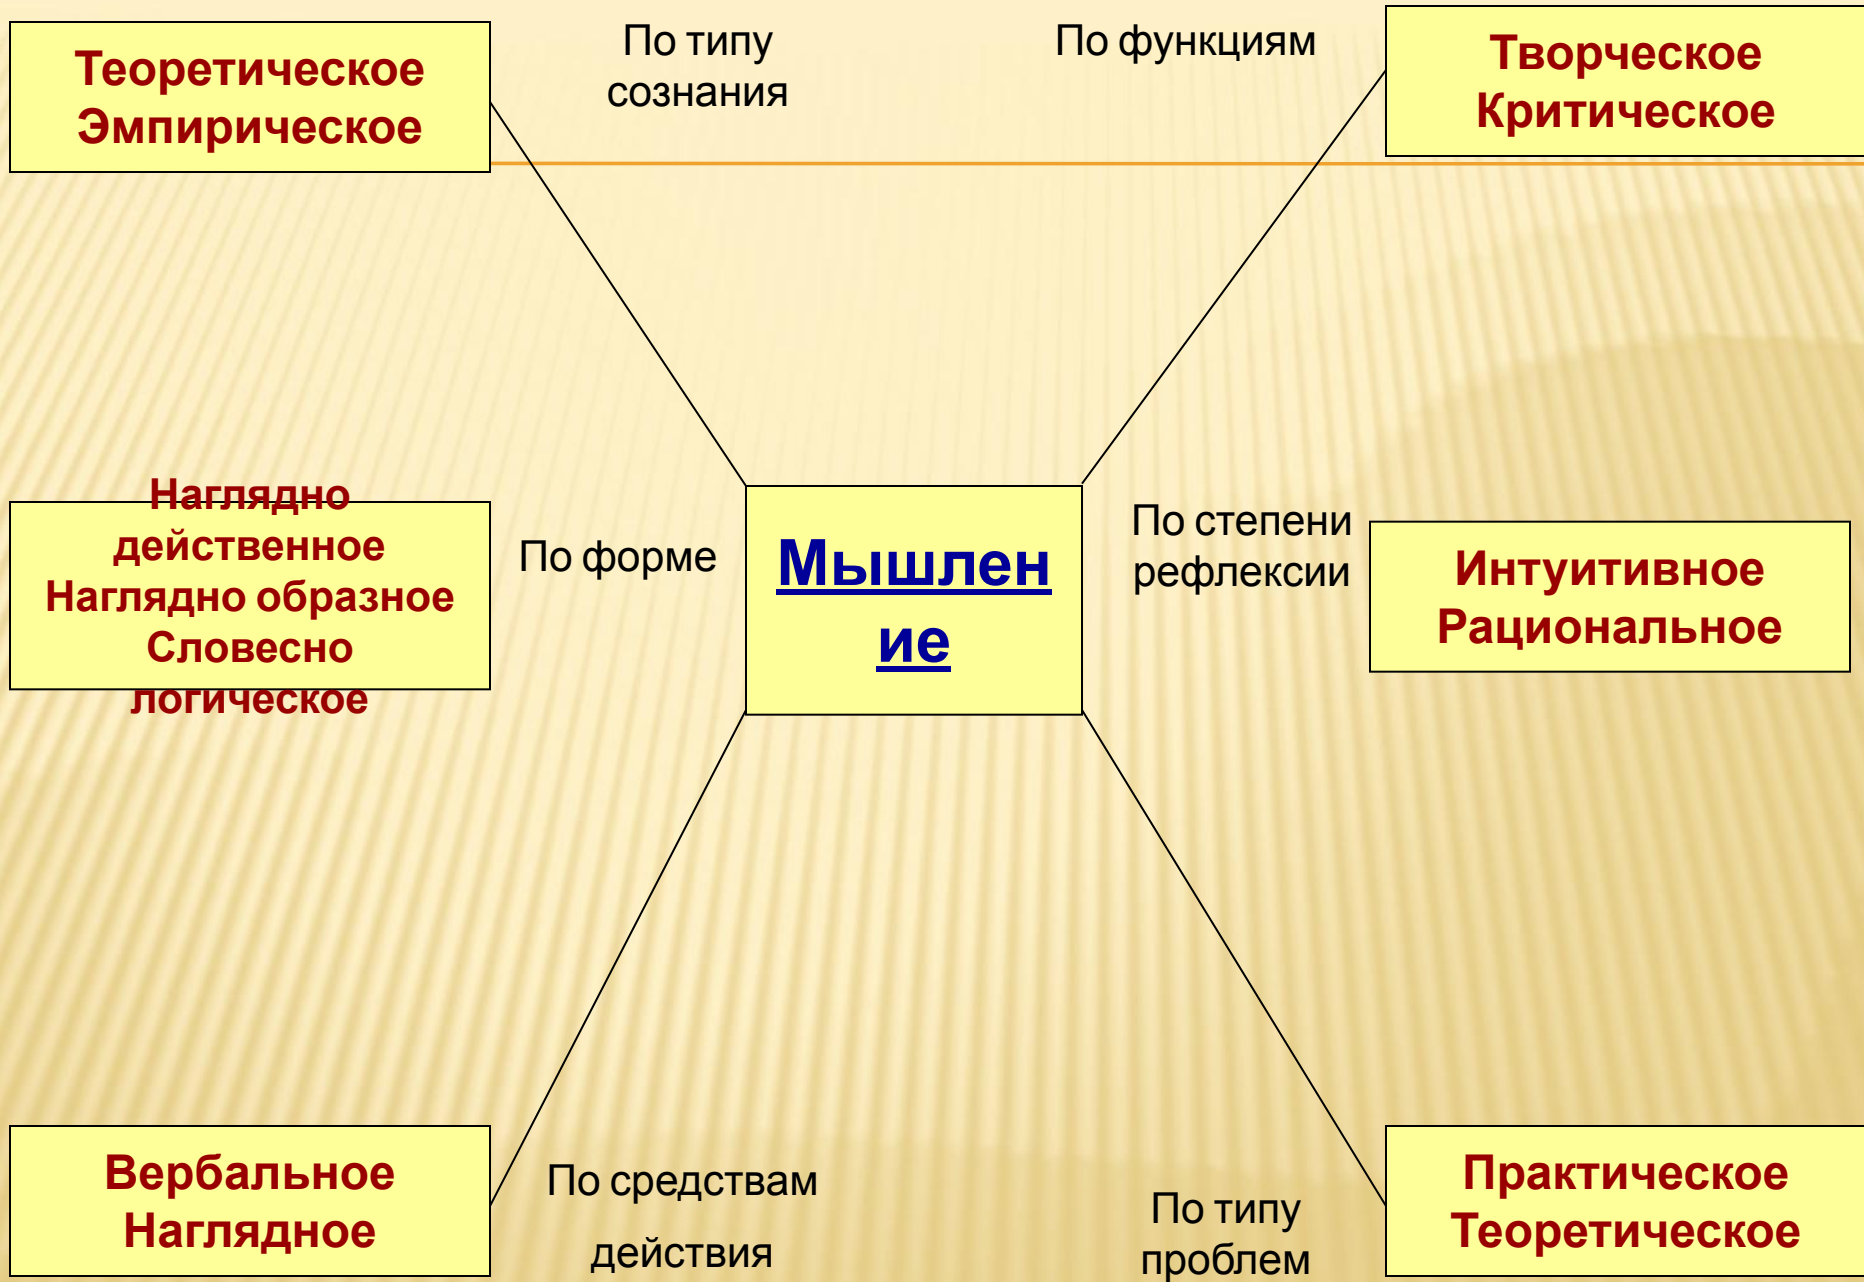 Теоретическое
Эмпирическое
По типу
сознания
По функциям
Творческое
Критическое
Наглядно
действенное
Наглядно образное
Словесно
логическое
По форме
Мышлен
ие
По степени
рефлексии
Интуитивное
Рациональное
Вербальное
Наглядное
По средствам
действия
По типу
проблем
Практическое
Теоретическое